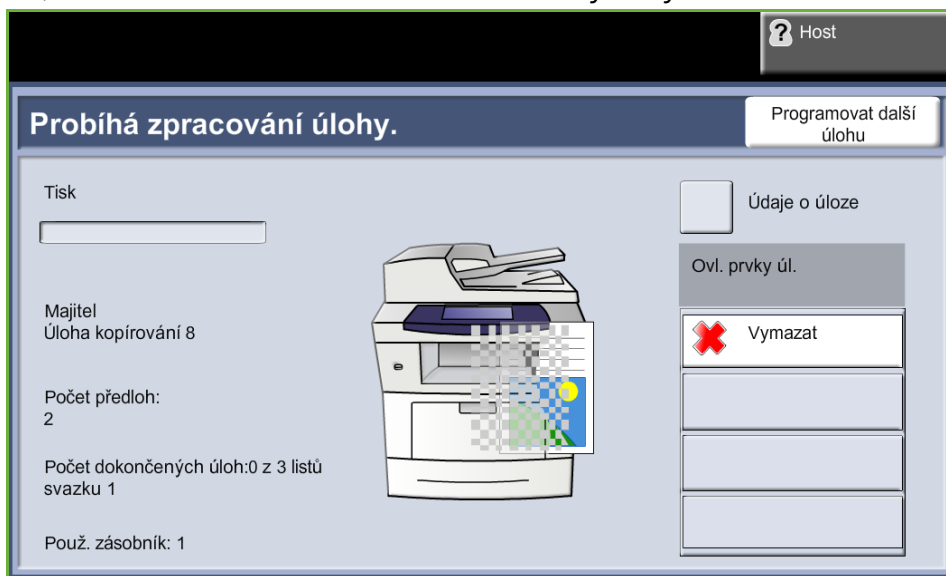 Host
Probíhá zpracování úlohy.
Programovat další
úlohu
Tisk
Údaje o úloze
Ovl. prvky úl.
Majitel
Úloha kopírování 8
Vymazat
Počet předloh:
2
Počet dokončených úloh:0 z 3 listů
svazku 1
Použ. zásobník: 1